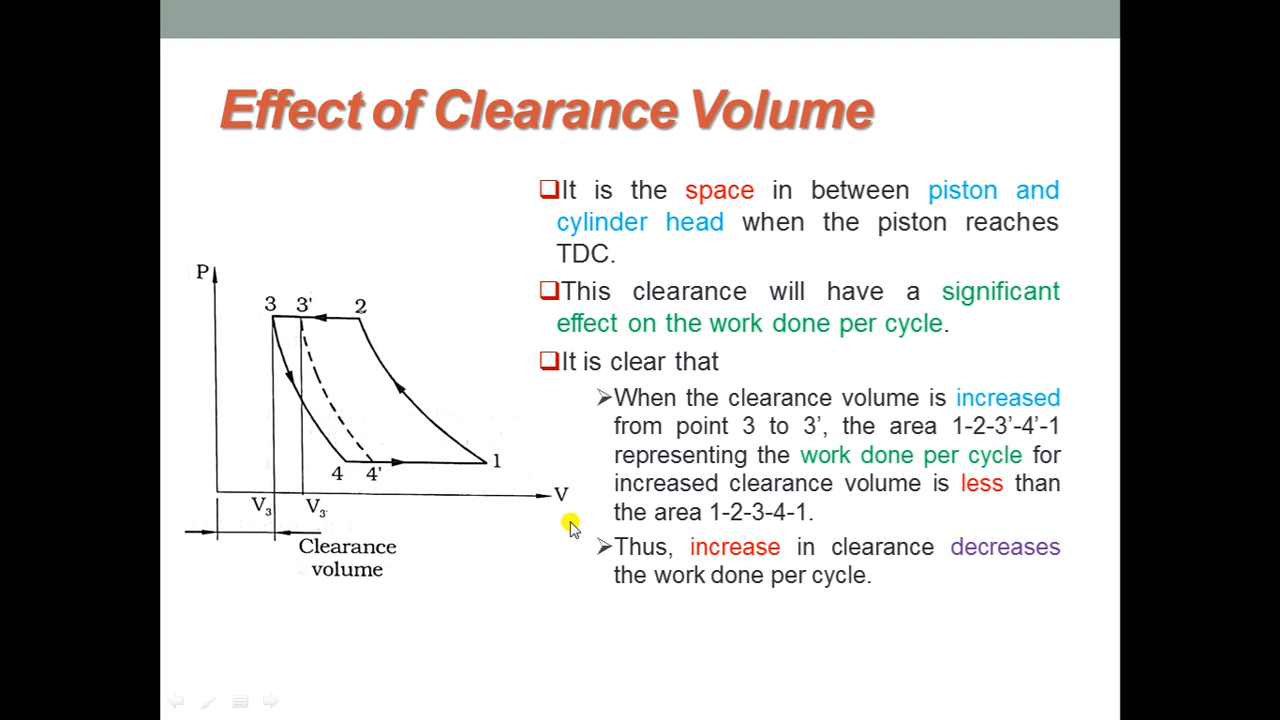 Effect of Clearance Volume
It is the space in between piston and
cylinder head when the piston reaches
TDC.
This clearance will have a significant
effect on the work done per cycle.
It is clear that
When the clearance volume is increased
from point 3 to 3’, the area 1-2-3’-4’-1
representing the work done per cycle for
increased clearance volume is less than
the area 1-2-3-4-1.
Thus, increase in clearance decreases
the work done per cycle.
P
3 3' 2
4 4' 1
V
V3 V3'
Clearance
volume